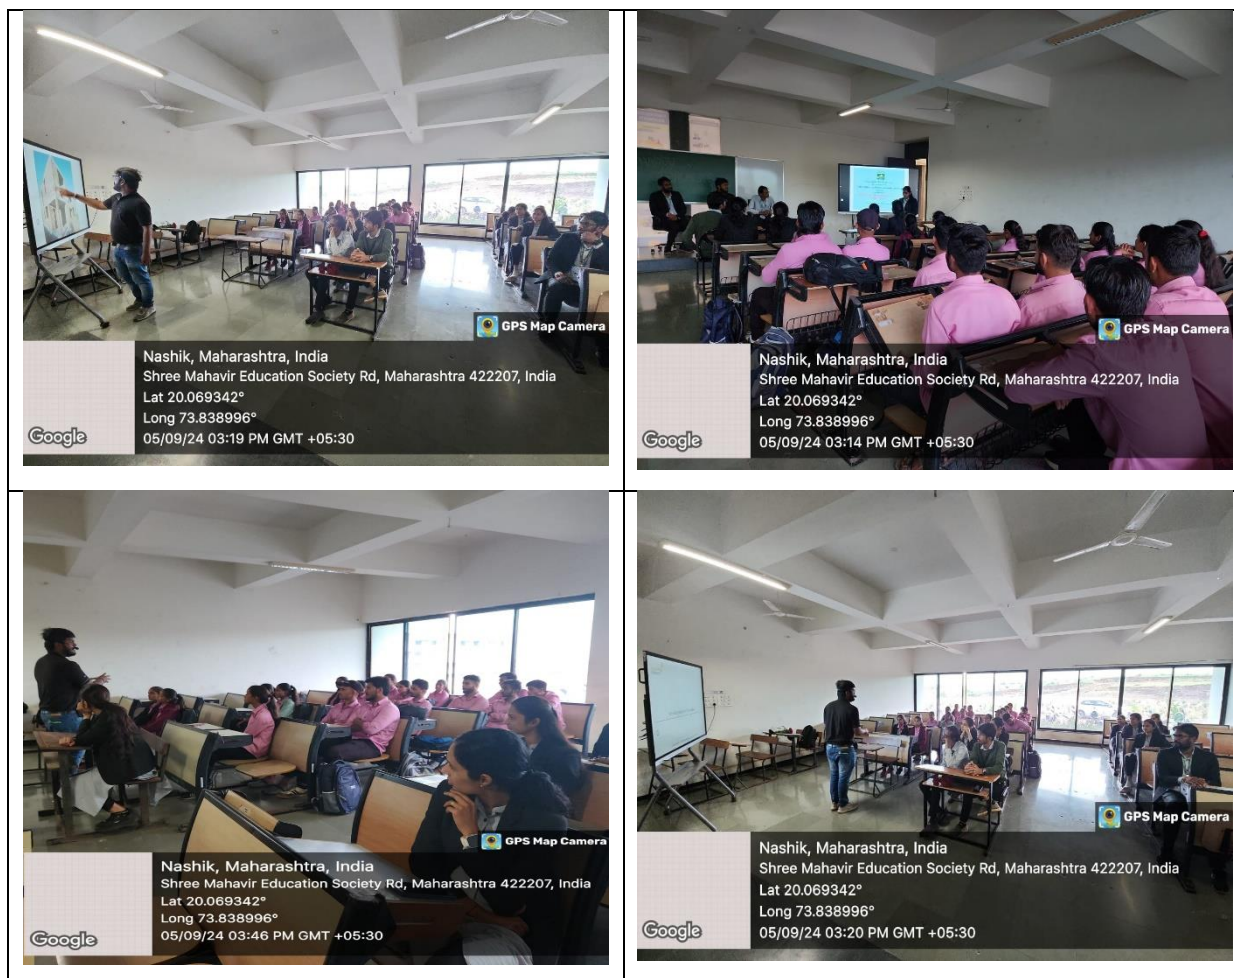 GPS Map Camera
Nashik, Maharashtra, India
Shree Mahavir Education Society Rd, Maharashtra 422207, India
Lat 20.069342°
Long 73.838996°
05/09/24 03:19 PM GMT +05:30
Google
GPS Map Camera
Nashik, Maharashtra, India
Shree Mahavir Education Society Rd, Maharashtra 422207, India
Lat 20.069342°
Long 73.838996°
05/09/24 03:14 PM GMT +05:30
Google
GPS Map Camera
Nashik, Maharashtra, India
Shree Mahavir Education Society Rd, Maharashtra 422207, India
Lat 20.069342°
Long 73.838996°
05/09/24 03:46 PM GMT +05:30
Google
GPS Map Camera
Nashik, Maharashtra, India
Shree Mahavir Education Society Rd, Maharashtra 422207, India
Lat 20.069342°
Long 73.838996°
05/09/24 03:20 PM GMT +05:30
Google